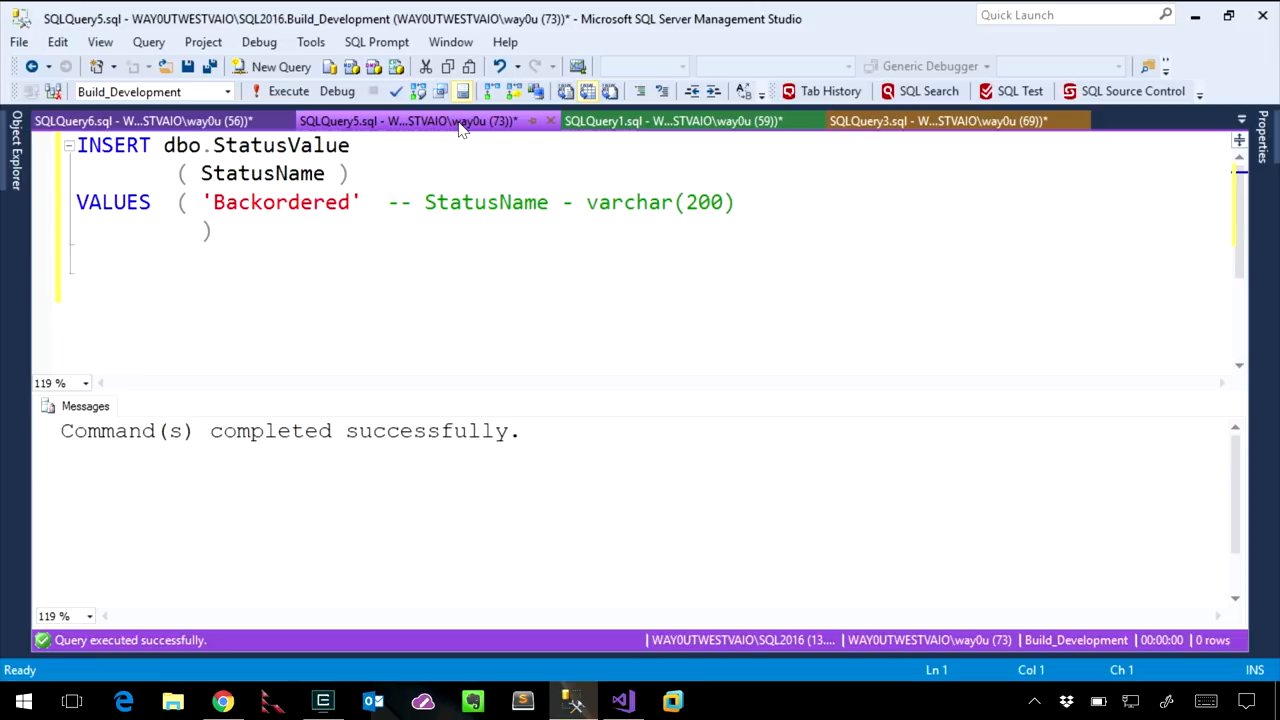 SQLQuery5.sql - WAY0UTWESTVAIO\SQL2016.Build_Development (WAY0UTWESTVAIO\way0u (73))* - Microsoft SQL Server Management Studio
Quick Launch
File Edit View Query Project Debug Tools SQL Prompt Window Help
New Query
Generic Debugger
Build_Development
Execute Debug
Tab History SQL Search SQL Test SQL Source Control
Object Explorer
SQLQuery6.sql - W...STVAIO\way0u (56))*
SQLQuery5.sql - W...STVAIO\way0u (73))*
SQLQuery1.sql - W...STVAIO\way0u (59))*
SQLQuery3.sql - W...STVAIO\way0u (69))*
Properties
INSERT dbo.StatusValue
( StatusName )
VALUES ( 'Backordered' -- StatusName - varchar(200)
)
119 %
Messages
Command(s) completed successfully.
119 %
Query executed successfully.
WAY0UTWESTVAIO\SQL2016 (13.... WAY0UTWESTVAIO\way0u (73) Build_Development 00:00:00 0 rows
Ready Ln 1 Col 1 Ch 1 INS